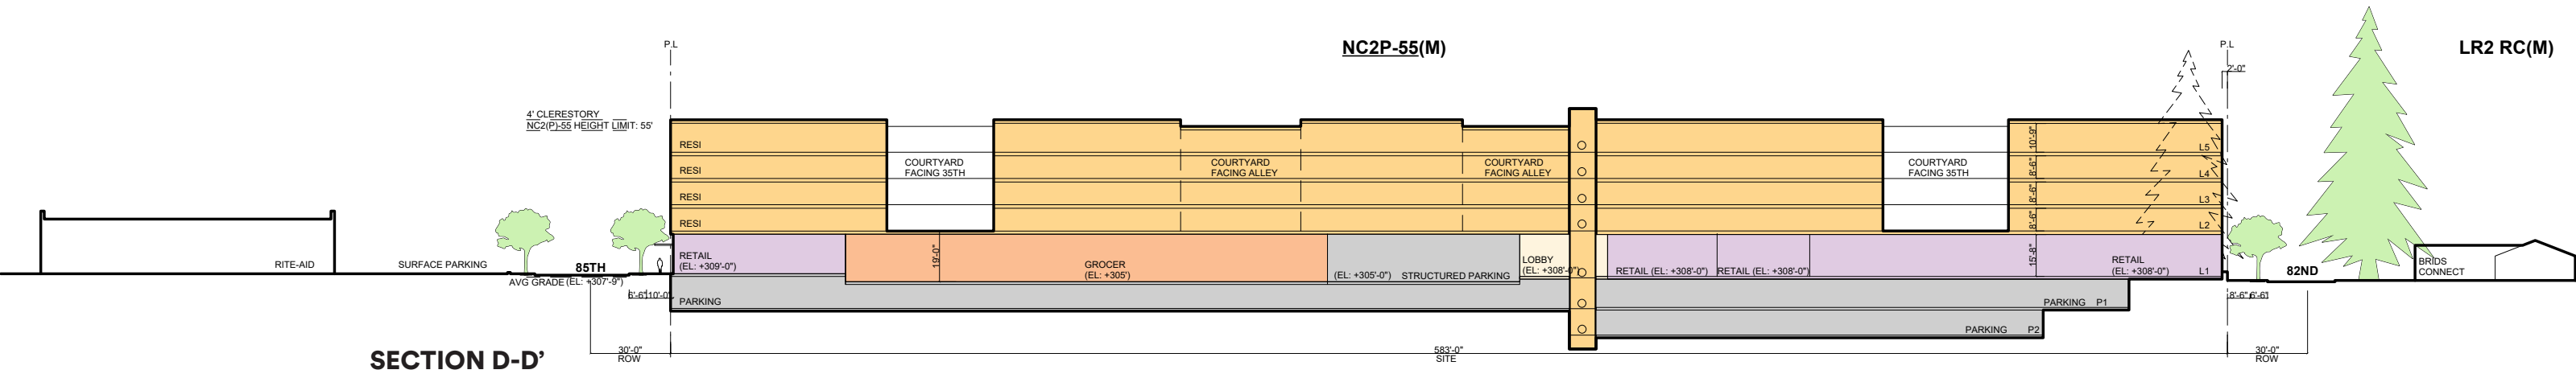 P.L
NC2P-55(M)
P.L
LR2 RC(M)
2'-0"
4' CLERESTORY
NC2(P)-55 HEIGHT LIMIT: 55'
RESI
RESI
RESI
RESI
COURTYARD
FACING 35TH
COURTYARD
FACING ALLEY
COURTYARD
FACING ALLEY
COURTYARD
FACING 35TH
10'-9"
8'-6"
8'-6"
8'-6"
15'-8"
L5
L4
L3
L2
L1
RITE-AID
SURFACE PARKING
85TH
AVG GRADE (EL: +307'-9")
6'-6"
10'-0"
RETAIL
(EL: +309'-0")
19'-0"
GROCER
(EL: +305')
(EL: +305'-0")
STRUCTURED PARKING
LOBBY
(EL: +308'-0")
RETAIL (EL: +308'-0")
RETAIL (EL: +308'-0")
RETAIL
(EL: +308'-0")
82ND
BRIDS
CONNECT
8'-6"
6'-6"
PARKING
PARKING P1
PARKING P2
30'-0"
ROW
583'-0"
SITE
30'-0"
ROW
SECTION D-D’